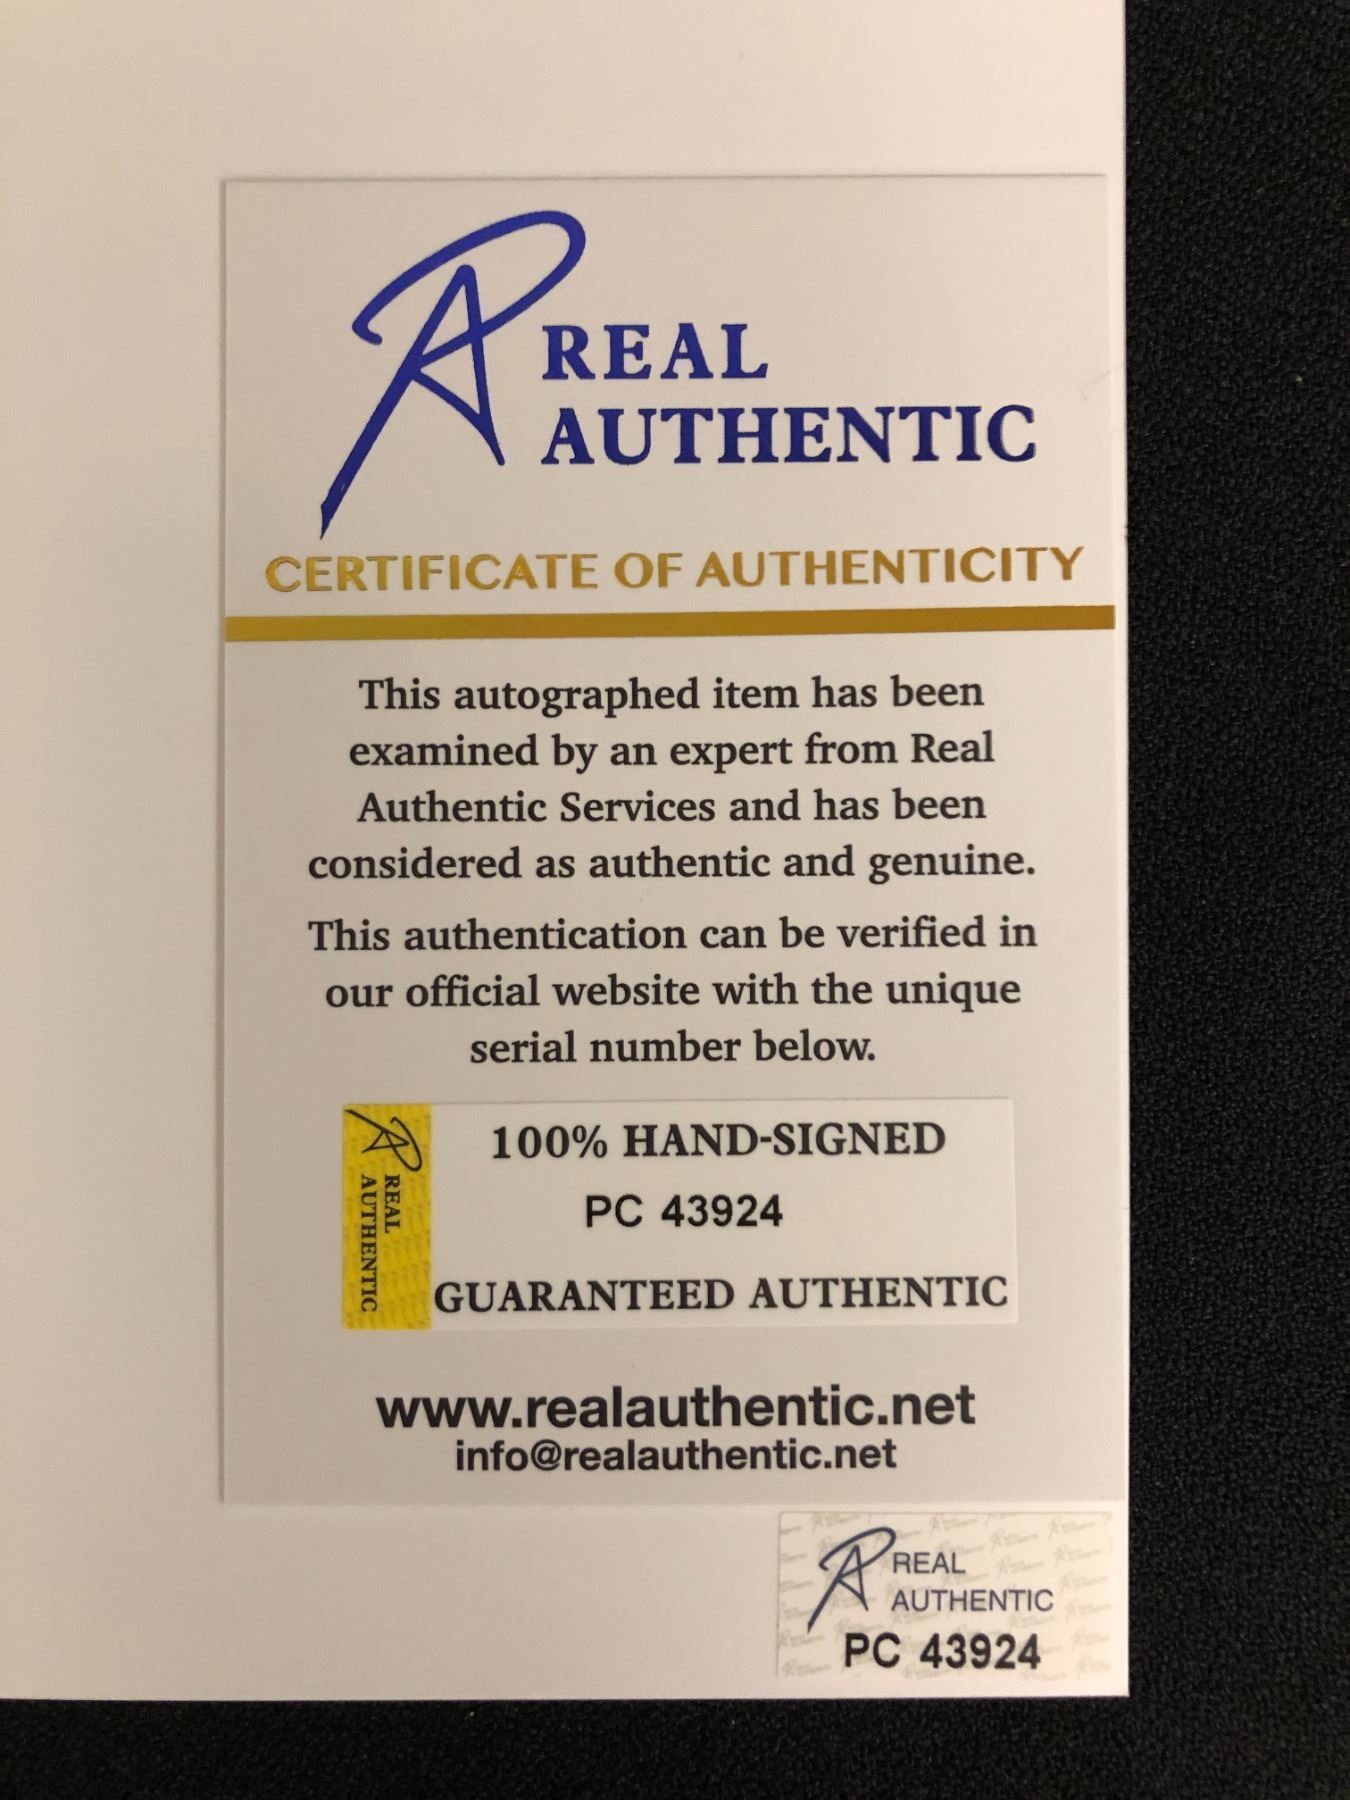 REAL
AUTHENTIC
CERTIFICATE OF AUTHENTICITY
This autographed item has been
examined by an expert from Real
Authentic Services and has been
considered as authentic and genuine.
This authentication can be verified in
our official website with the unique
serial number below.
REAL
AUTHENTIC
100% HAND-SIGNED
PC 43924
GUARANTEED AUTHENTIC
www.realauthentic.net
info@realauthentic.net
REAL
AUTHENTIC
PC 43924